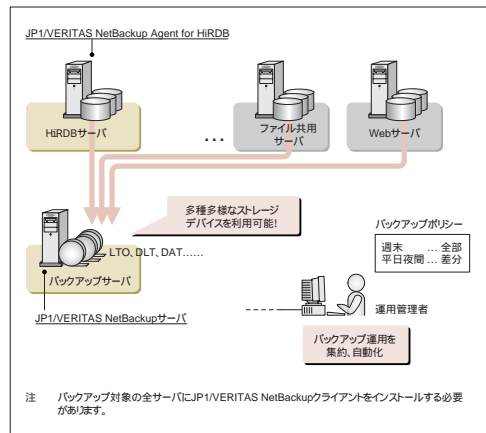 JP1/VERITAS NetBackup Agent for HiRDB
HiRDBサーバ
...
ファイル共用
サーバ
Webサーバ
多種多様なストレージ
デバイスを利用可能!
LTO、DLT、DAT……
バックアップサーバ
JP1/VERITAS NetBackupサーバ
バックアップポリシー
週末 … 全部
平日夜間 … 差分
運用管理者
バックアップ運用を
集約、自動化
注 バックアップ対象の全サーバにJP1/VERITAS NetBackupクライアントをインストールする必要
があります。